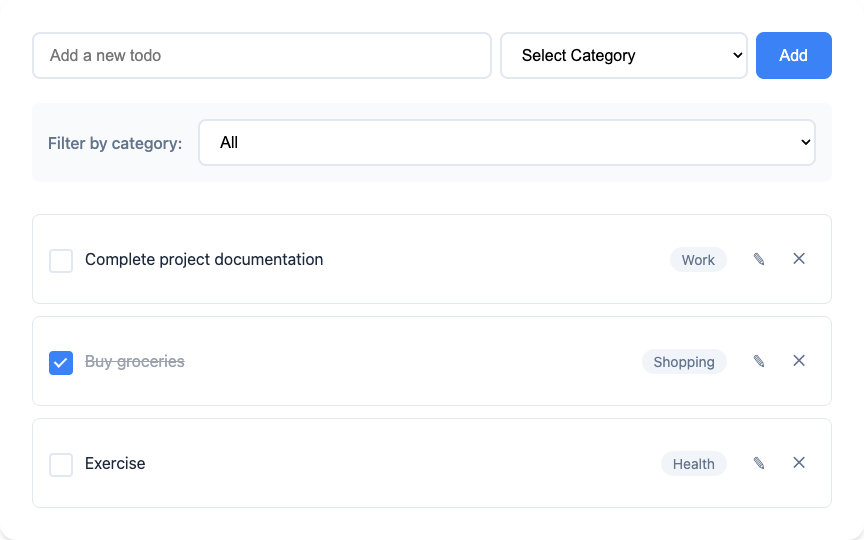 Add a new todo Select Category Add
Filter by category: All
Complete project documentation Work
Buy groceries Shopping
Exercise Health